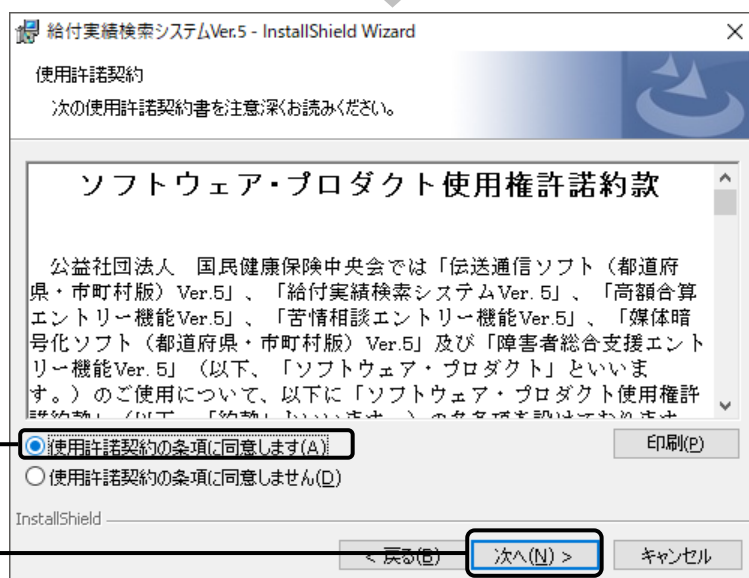 給付実績検索システムVer.5 - InstallShield Wizard
使用許諾契約
次の使用許諾契約書を注意深くお読みください。
ソフトウェア・プロダクト使用権許諾約款
公益社団法人　国民健康保険中央会では「伝送通信ソフト（都道府
県・市町村版）Ver.5」、「給付実績検索システムVer.5」、「高額合算
エントリー機能Ver.5」、「苦情相談エントリー機能Ver.5」、「媒体暗
号化ソフト（都道府県・市町村版）Ver.5」及び「障害者総合支援エント
リー機能Ver.5」（以下、「ソフトウェア・プロダクト」といいま
す。）のご使用について、以下に「ソフトウェア・プロダクト使用権許
使用許諾契約の条項に同意します(A)
印刷(P)
使用許諾契約の条項に同意しません(D)
InstallShield
< 戻る(B)
次へ(N) >
キャンセル